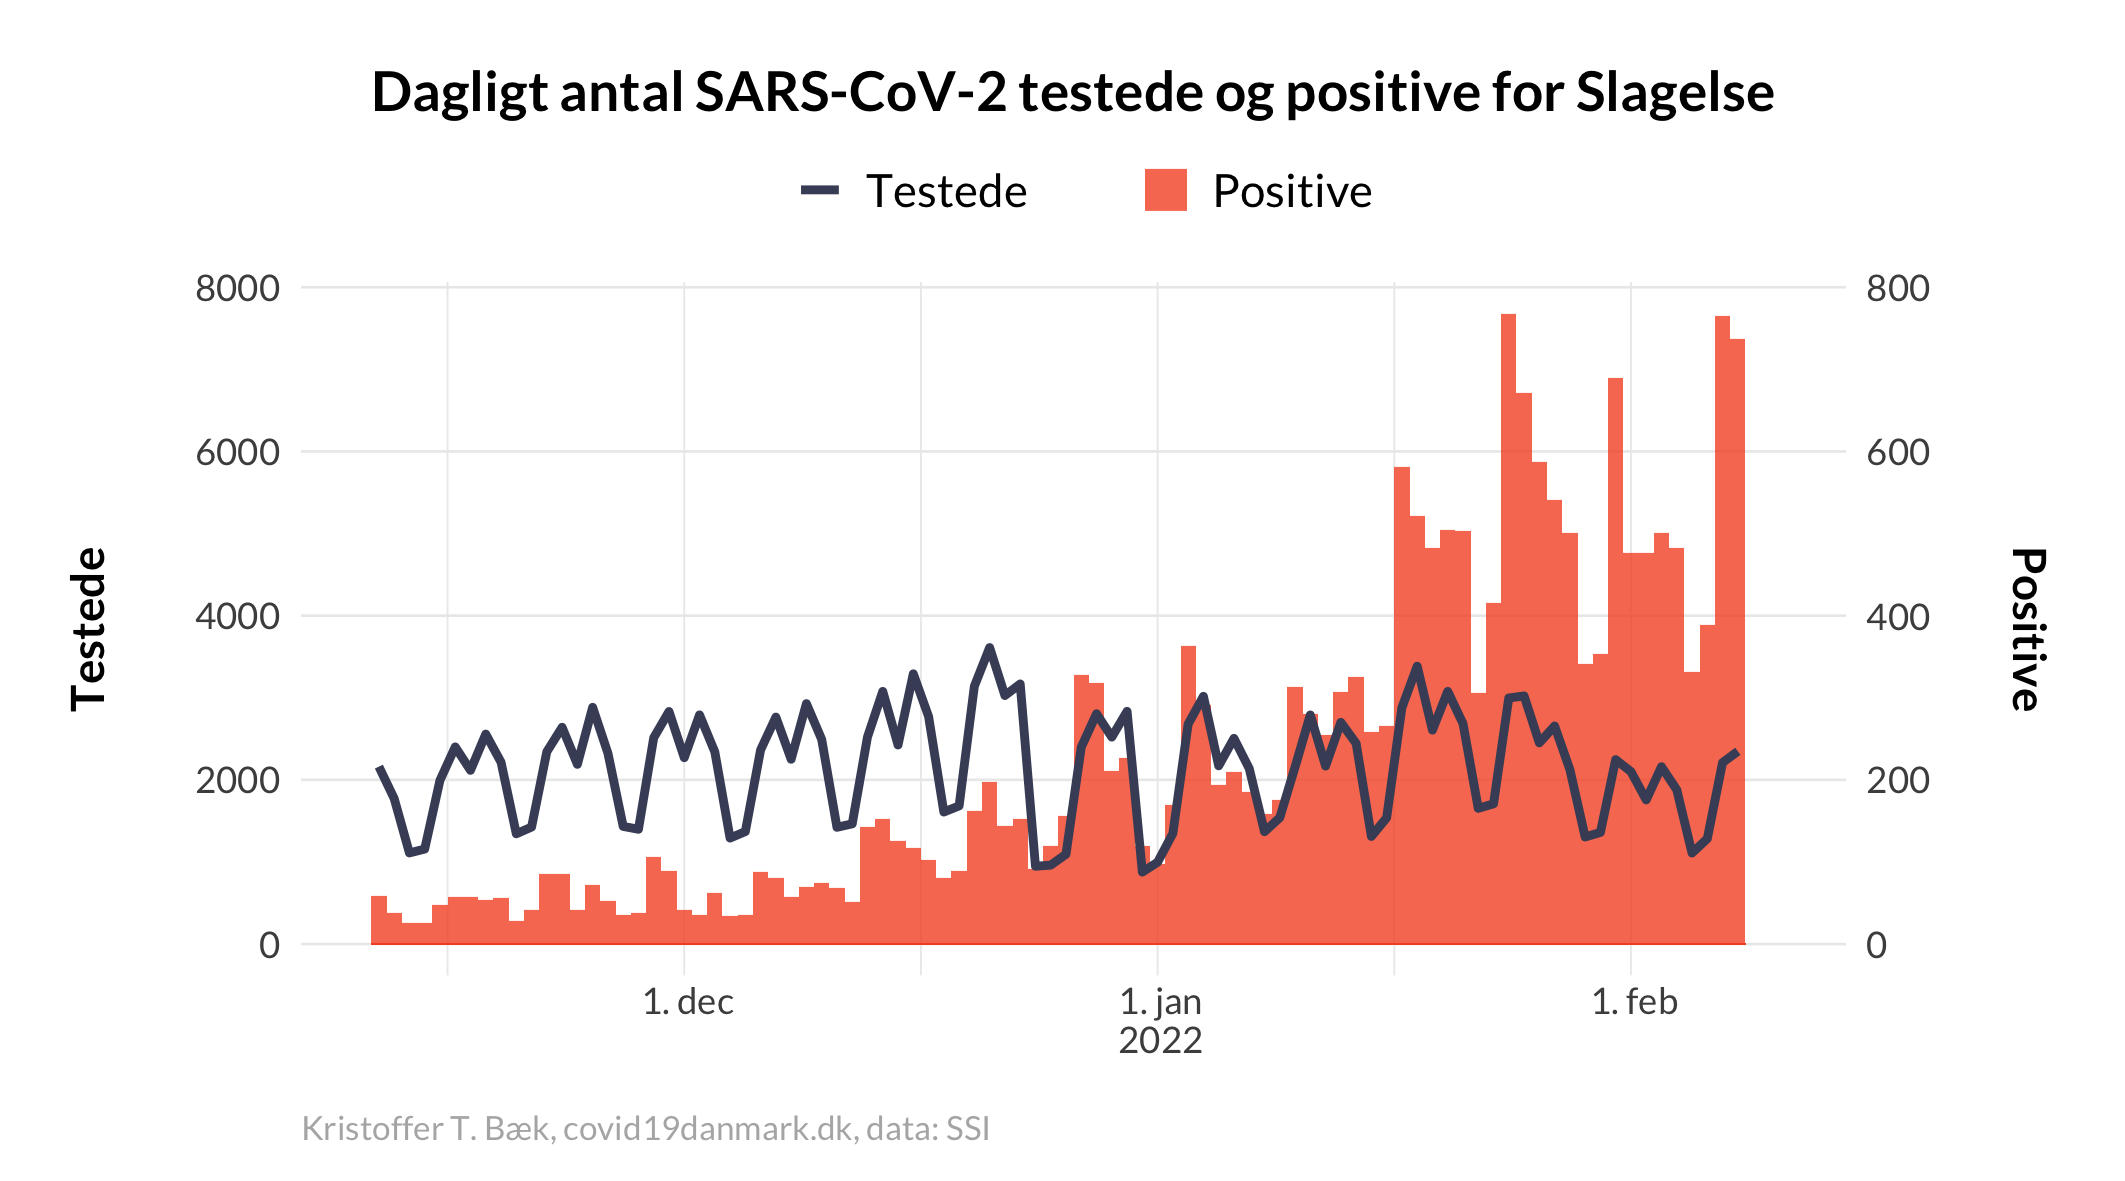 Dagligt antal SARS-CoV-2 testede og positive for Slagelse
Testede
Positive
8000
6000
4000
2000
0
Testede
800
600
400
200
0
Positive
1. dec
1. jan
2022
1. feb
Kristoffer T. Bæk, covid19danmark.dk, data: SSI